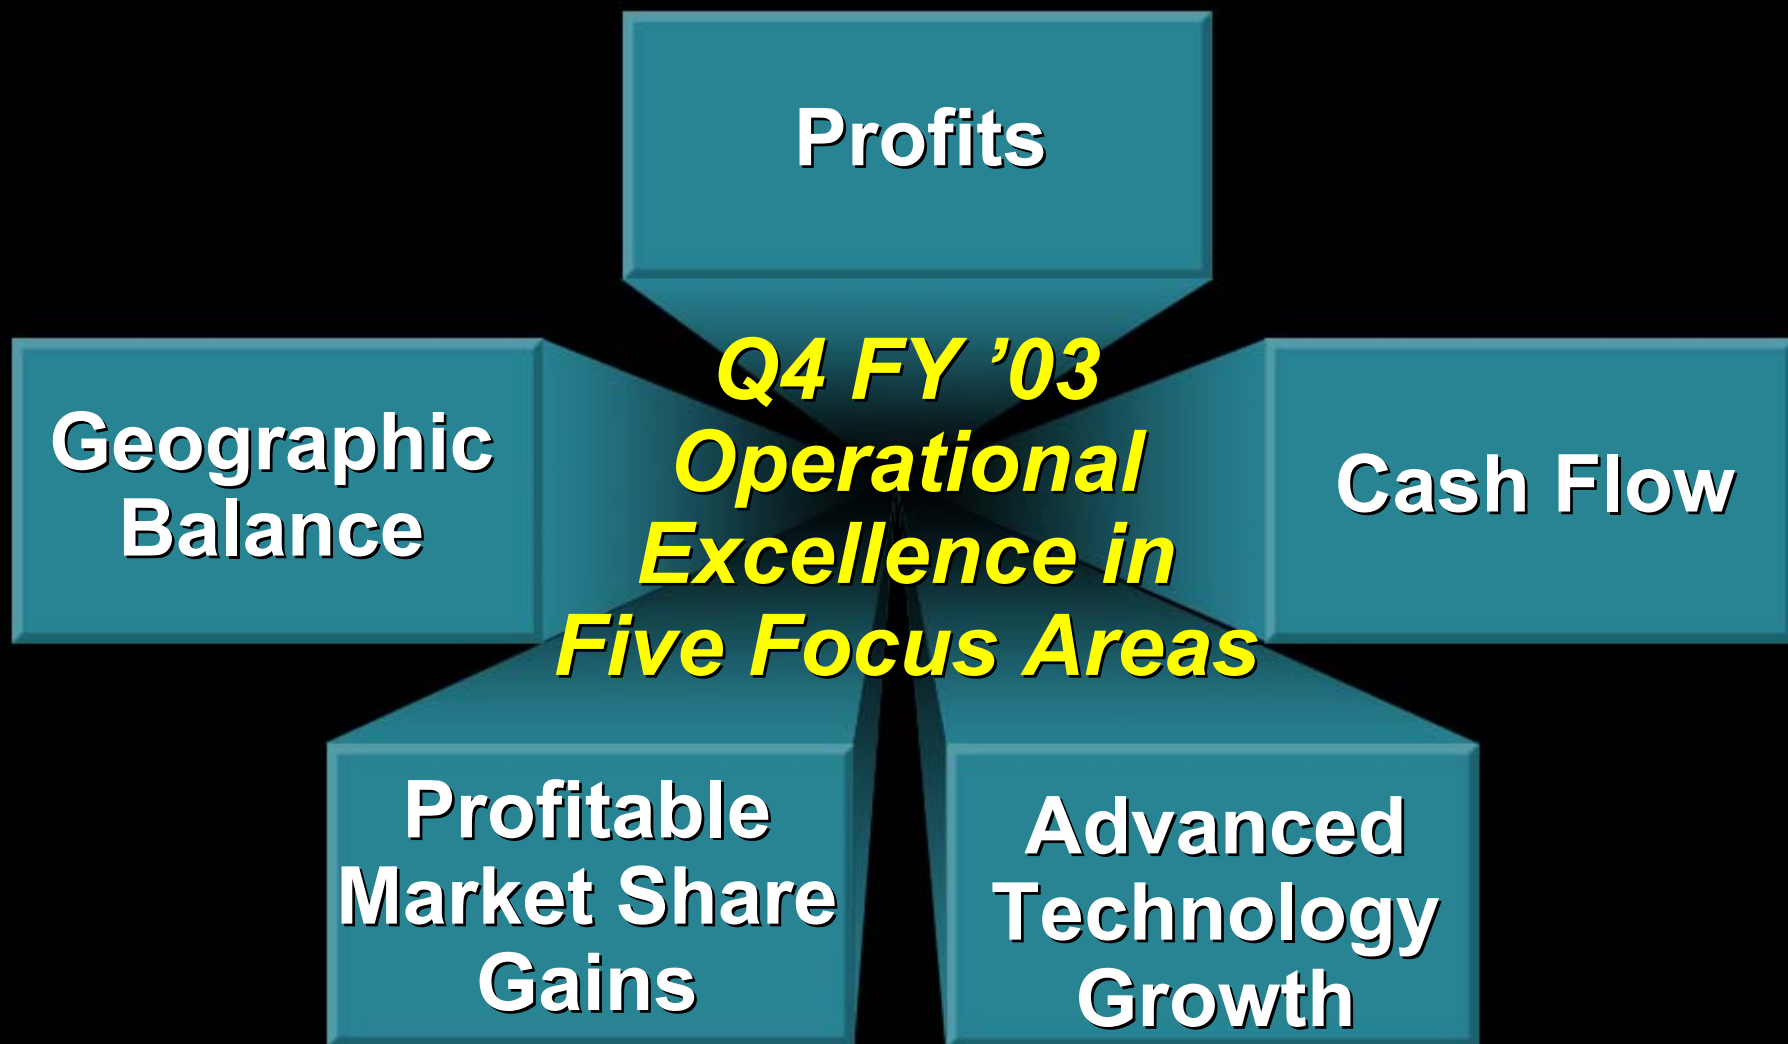 Profits
Q4 FY ’03
Operational
Excellence in
Five Focus Areas
Geographic
Balance
Cash Flow
Profitable
Market Share
Gains
Advanced
Technology
Growth